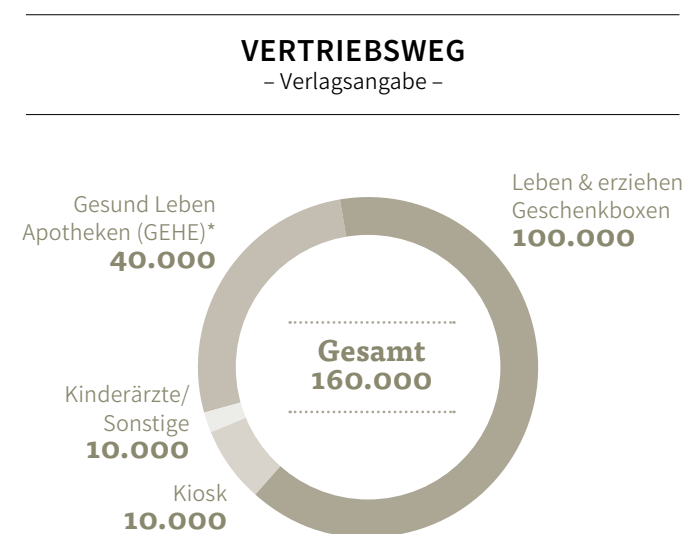 VERTRIEBSWEG
– Verlagsangabe –
Leben & erziehen
Geschenkboxen
100.000
Gesund Leben
Apotheken (GEHE)*
40.000
Gesamt
160.000
Kinderärzte/
Sonstige
10.000
Kiosk
10.000